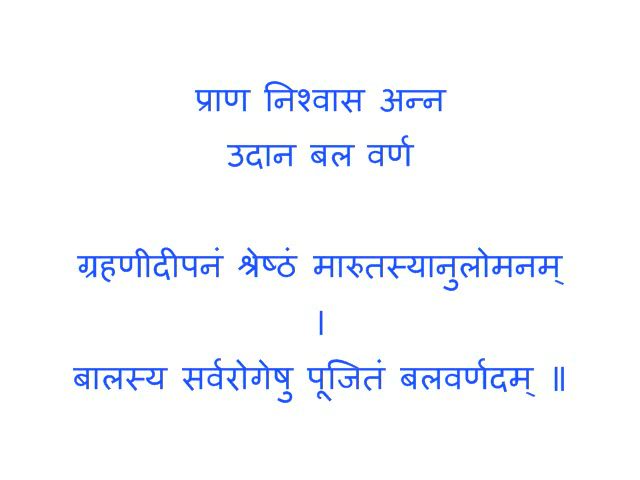 प्राण निश्वास अन्न
उदान बल वर्ण
ग्रहणीदीपनं श्रेष्ठं मारुतस्यानुलोमनम्
।
बालस्य सर्वरोगेषु पूजितं बलवर्णदम् ॥